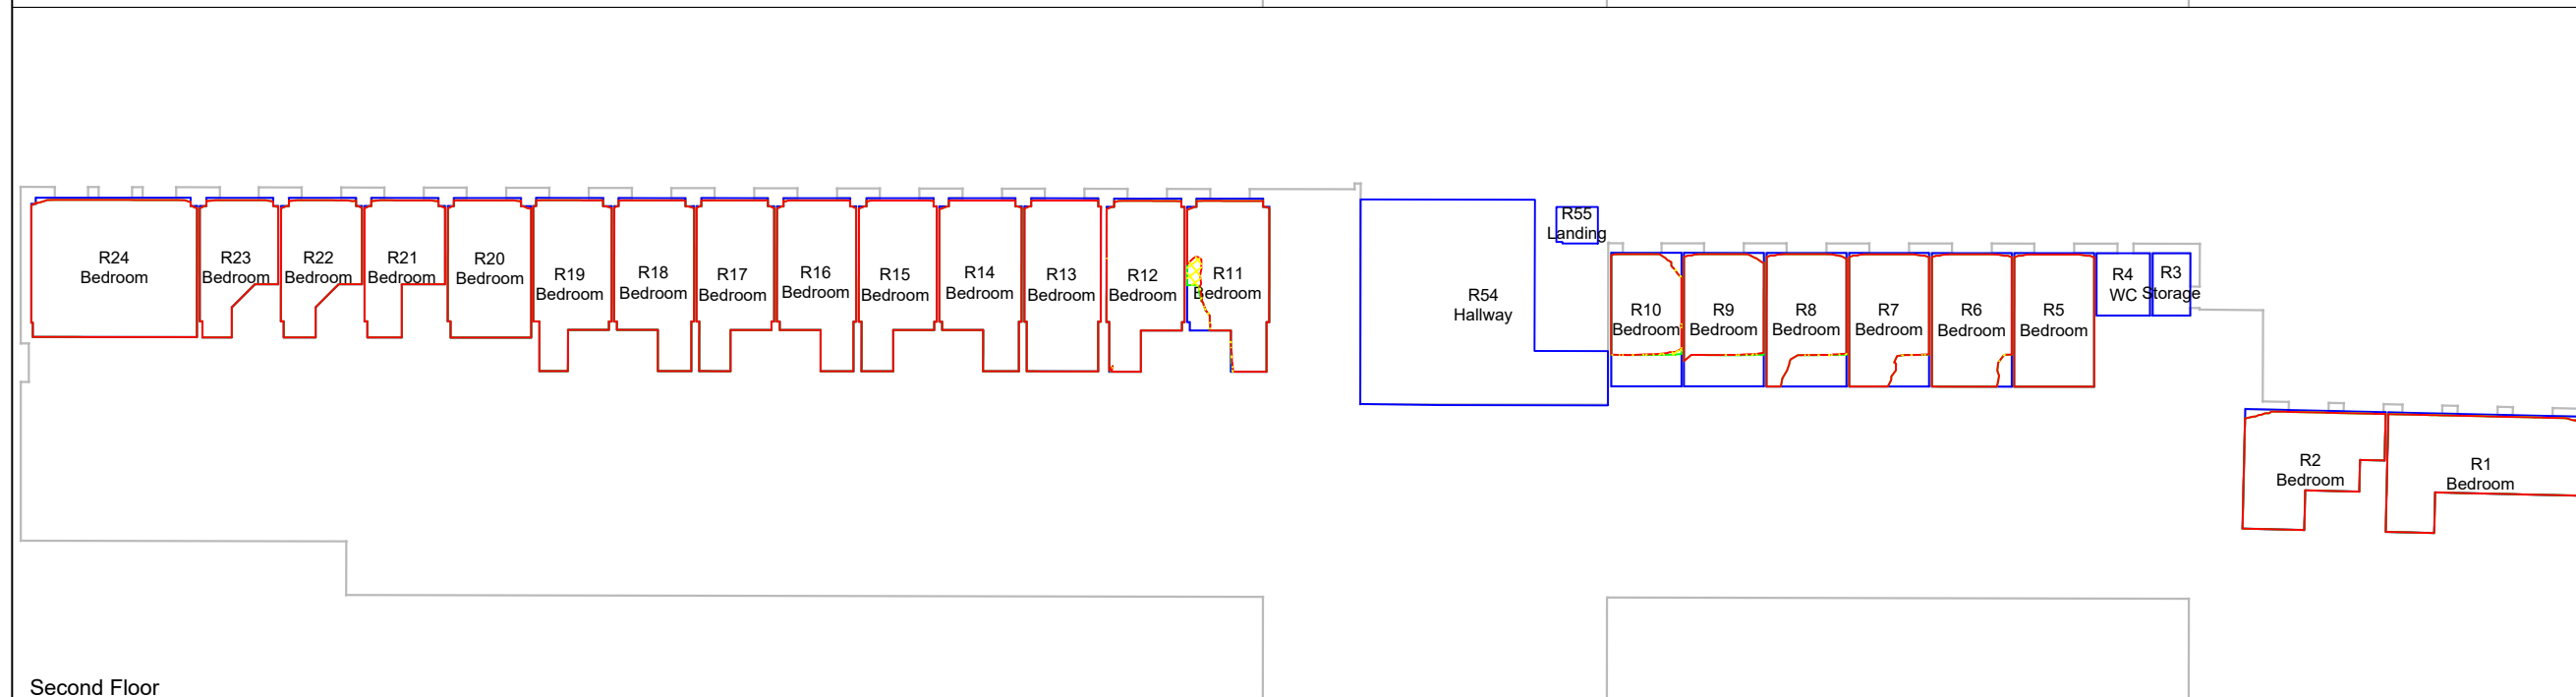 R24
Bedroom
R23
Bedroom
R22
Bedroom
R21
Bedroom
R20
Bedroom
R19
Bedroom
R18
Bedroom
R17
Bedroom
R16
Bedroom
R15
Bedroom
R14
Bedroom
R13
Bedroom
R12
Bedroom
R11
Bedroom
R54
Hallway
R55
Landing
R10
Bedroom
R9
Bedroom
R8
Bedroom
R7
Bedroom
R6
Bedroom
R5
Bedroom
R4
WC
R3
Storage
R2
Bedroom
R1
Bedroom
Second Floor